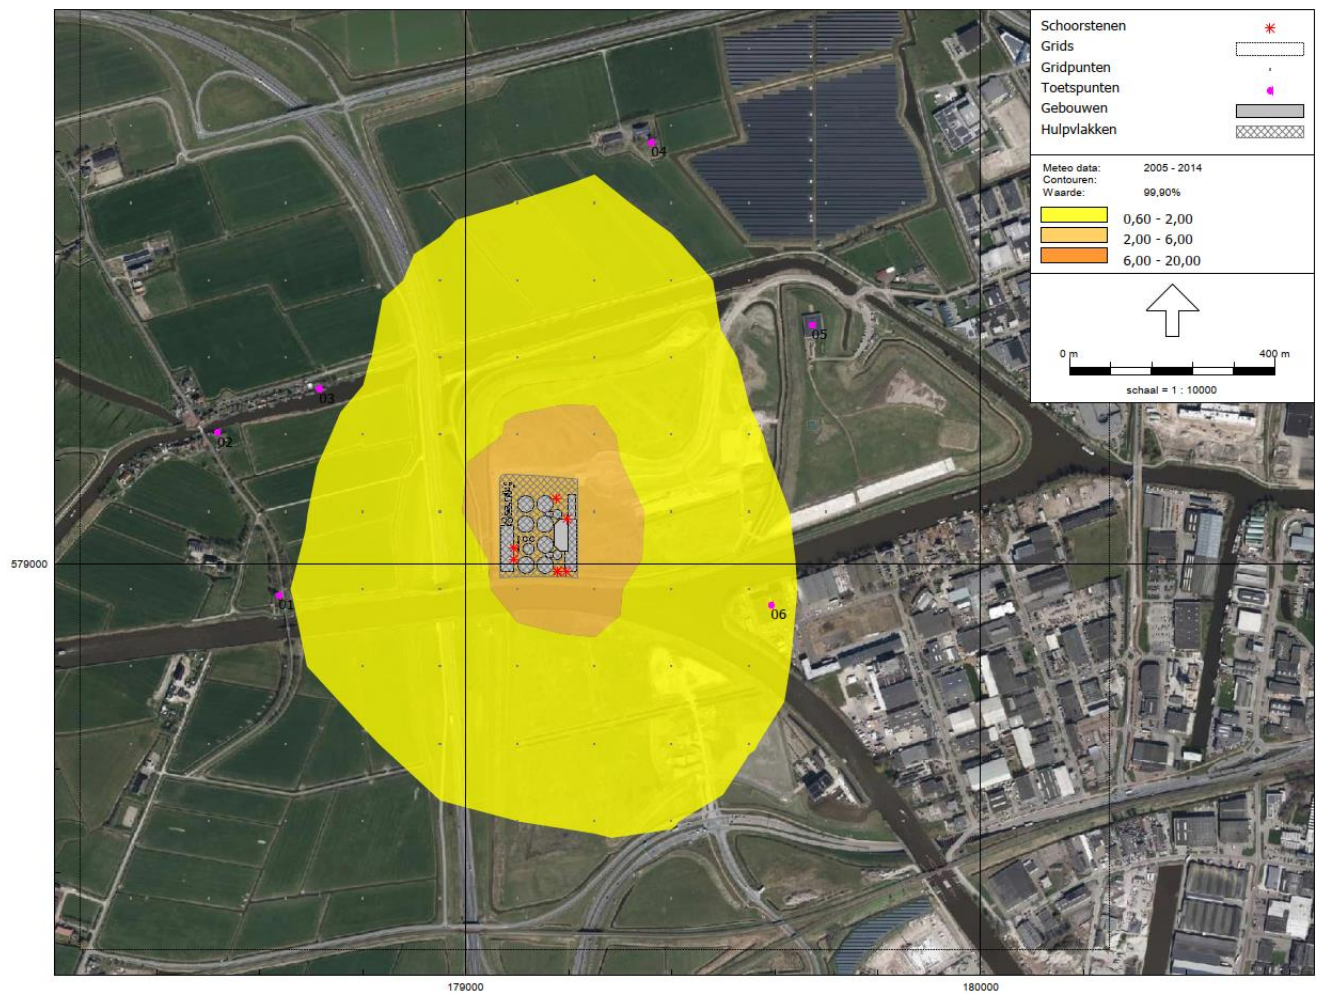 Schoorstenen
Grids
Gridpunten
Toetspunten
Gebouwen
Hulpvlakken
Meteo data: 2005 - 2014
Contouren:
Waarde: 99,90%
0,60 - 2,00
2,00 - 6,00
6,00 - 20,00
0 m 400 m
schaal = 1 : 10000
04
05
03
02
01
06
579000
179000 180000